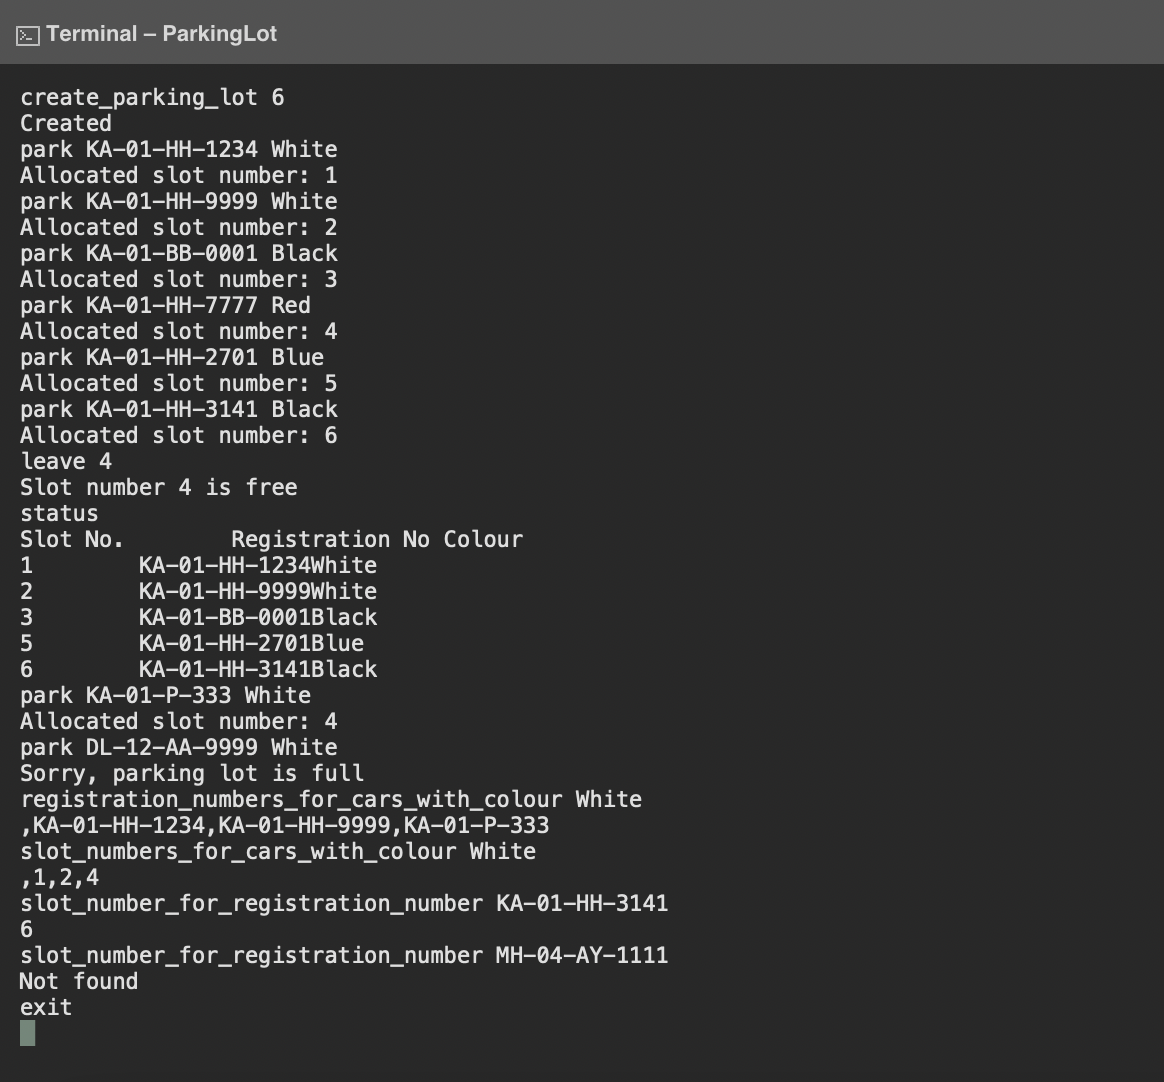 Terminal – ParkingLot
create_parking_lot 6
Created
park KA-01-HH-1234 White
Allocated slot number: 1
park KA-01-HH-9999 White
Allocated slot number: 2
park KA-01-BB-0001 Black
Allocated slot number: 3
park KA-01-HH-7777 Red
Allocated slot number: 4
park KA-01-HH-2701 Blue
Allocated slot number: 5
park KA-01-HH-3141 Black
Allocated slot number: 6
leave 4
Slot number 4 is free
status
Slot No.        Registration No Colour
1        KA-01-HH-1234White
2        KA-01-HH-9999White
3        KA-01-BB-0001Black
5        KA-01-HH-2701Blue
6        KA-01-HH-3141Black
park KA-01-P-333 White
Allocated slot number: 4
park DL-12-AA-9999 White
Sorry, parking lot is full
registration_numbers_for_cars_with_colour White
,KA-01-HH-1234,KA-01-HH-9999,KA-01-P-333
slot_numbers_for_cars_with_colour White
,1,2,4
slot_number_for_registration_number KA-01-HH-3141
6
slot_number_for_registration_number MH-04-AY-1111
Not found
exit